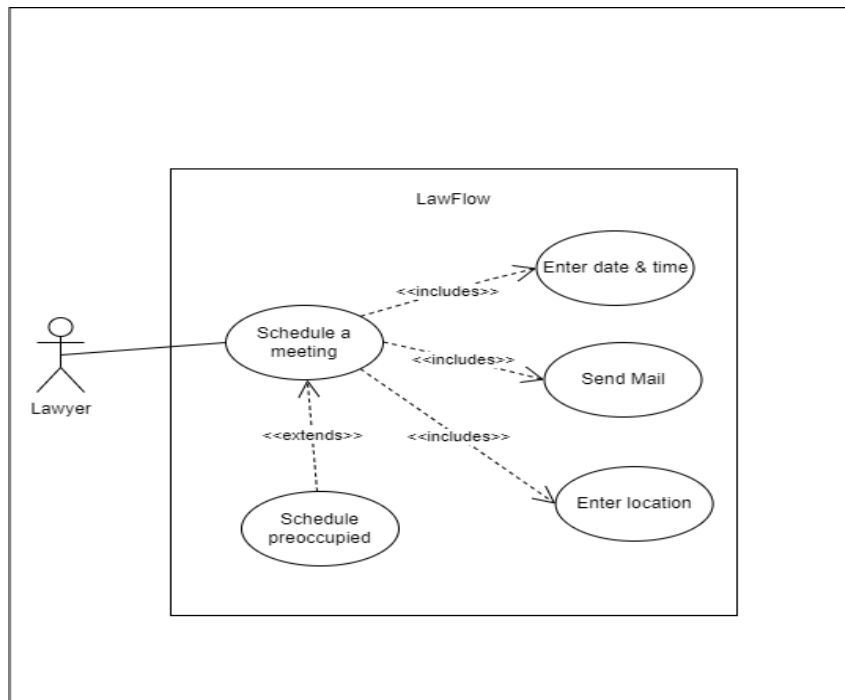 LawFlow
Enter date & time
<<includes>>
Schedule a
meeting
<<includes>>
Send Mail
Lawyer
<<extends>>
<<includes>>
Enter location
Schedule
preoccupied